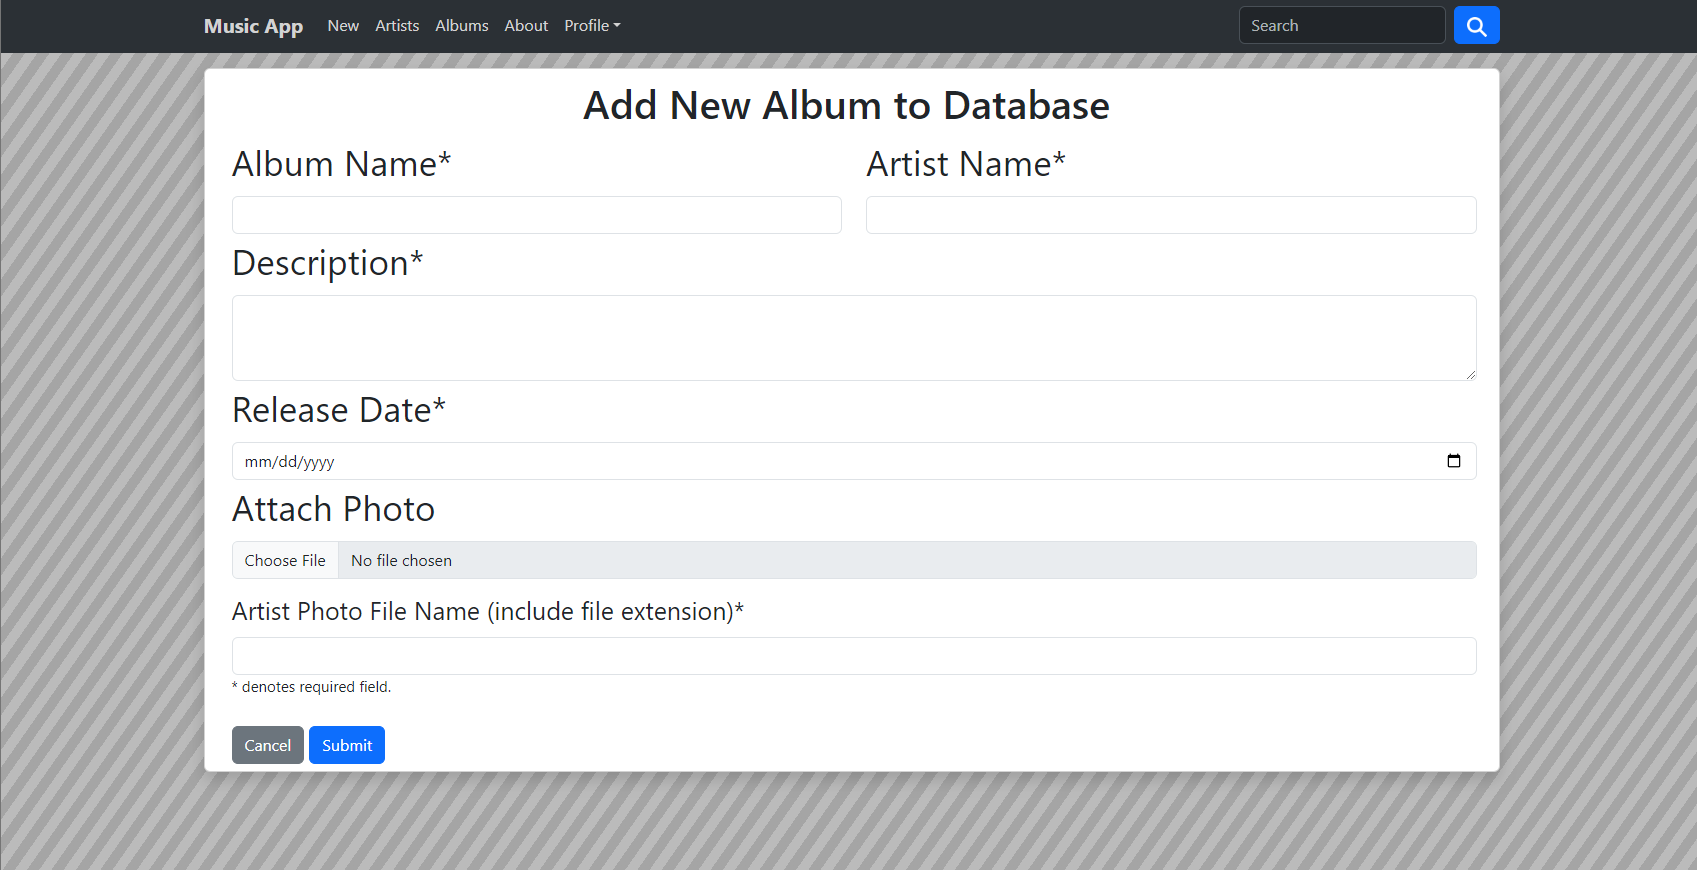 Music App New Artists Albums About Profile Search
Add New Album to Database
Album Name* Artist Name*
Description*
Release Date*
mm/dd/yyyy
Attach Photo
Choose File No file chosen
Artist Photo File Name (include file extension)*
* denotes required field.
Cancel Submit